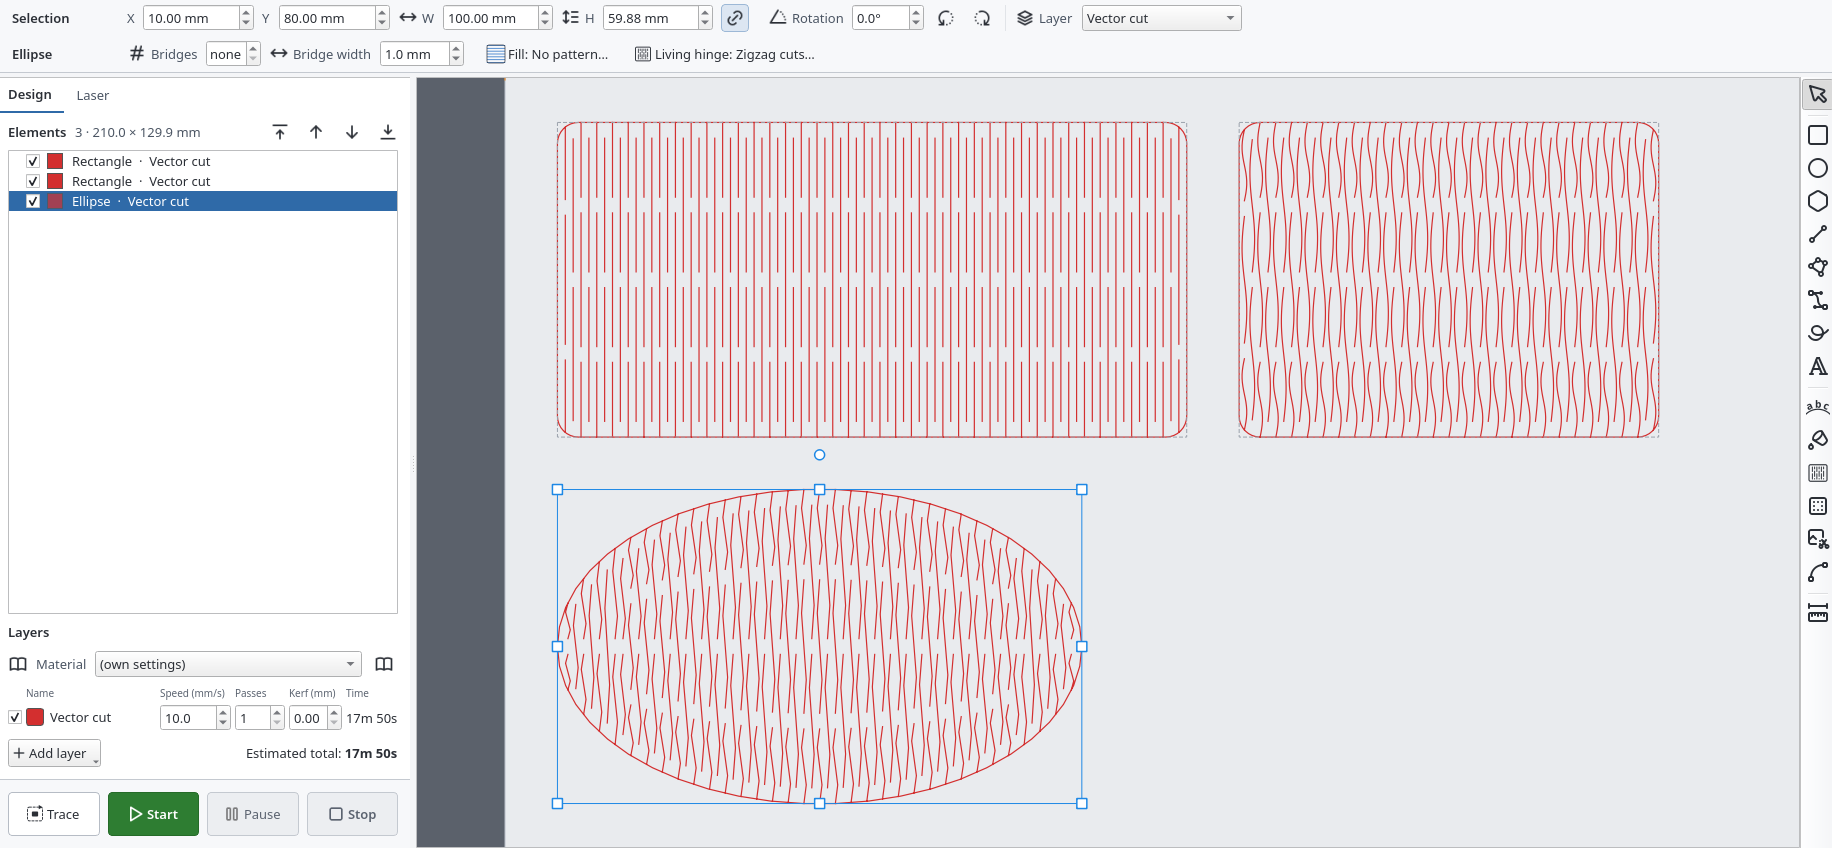 Selection X 10.00 mm Y 80.00 mm W 100.00 mm H 59.88 mm Rotation 0.0° Layer Vector cut
Ellipse Bridges none Bridge width 1.0 mm Fill: No pattern... Living hinge: Zigzag cuts...
Design Laser
Elements 3 · 210.0 × 129.9 mm
Rectangle · Vector cut
Rectangle · Vector cut
Ellipse · Vector cut
Layers
Material (own settings)
Name Speed (mm/s) Passes Kerf (mm) Time
Vector cut 10.0 1 0.00 17m 50s
Add layer Estimated total: 17m 50s
Trace Start Pause Stop
A
abc